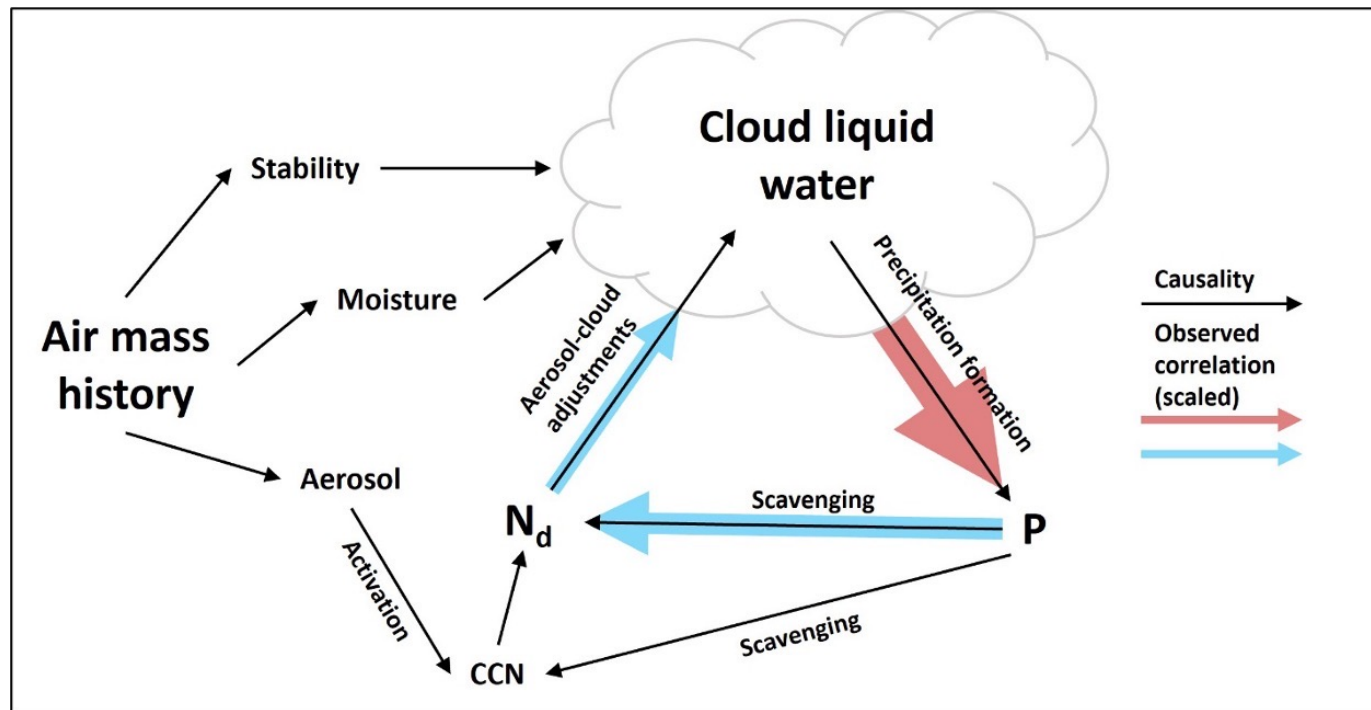 Cloud liquid
water
Stability
Moisture
Air mass
history
Aerosol
Activation
CCN
N_d
Aerosol-cloud
adjustments
Precipitation formation
Scavenging
P
Scavenging
Causality
Observed
correlation
(scaled)